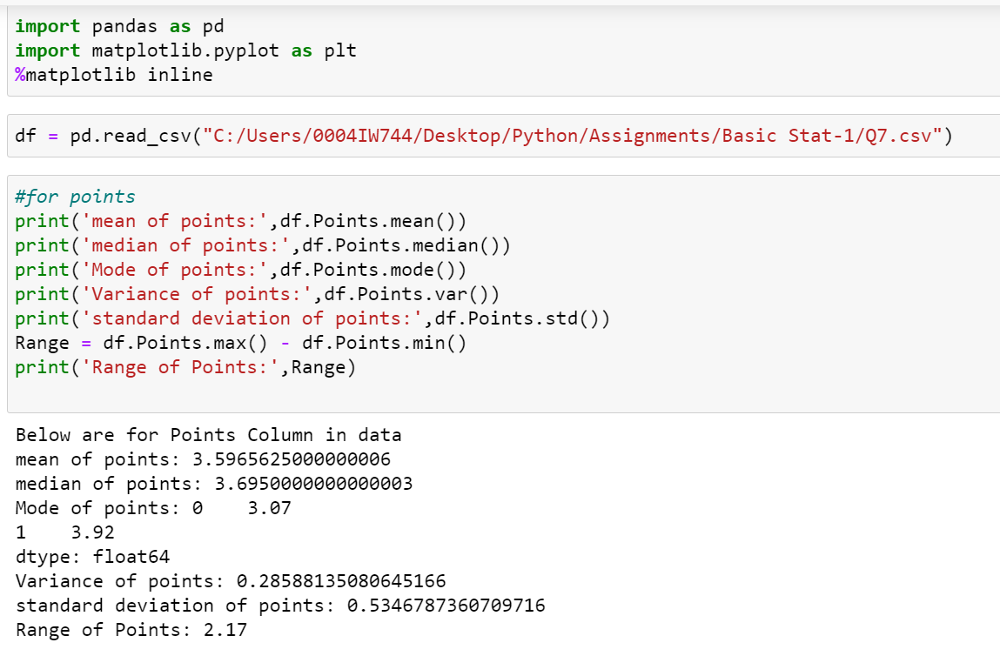 import pandas as pd
import matplotlib.pyplot as plt
%matplotlib inline
df = pd.read_csv("C:/Users/0004IW744/Desktop/Python/Assignments/Basic Stat-1/Q7.csv")
#for points
print('mean of points:',df.Points.mean())
print('median of points:',df.Points.median())
print('Mode of points:',df.Points.mode())
print('Variance of points:',df.Points.var())
print('standard deviation of points:',df.Points.std())
Range = df.Points.max() - df.Points.min()
print('Range of Points:',Range)
Below are for Points Column in data
mean of points: 3.5965625000000006
median of points: 3.6950000000000003
Mode of points: 0    3.07
1    3.92
dtype: float64
Variance of points: 0.28588135080645166
standard deviation of points: 0.5346787360709716
Range of Points: 2.17